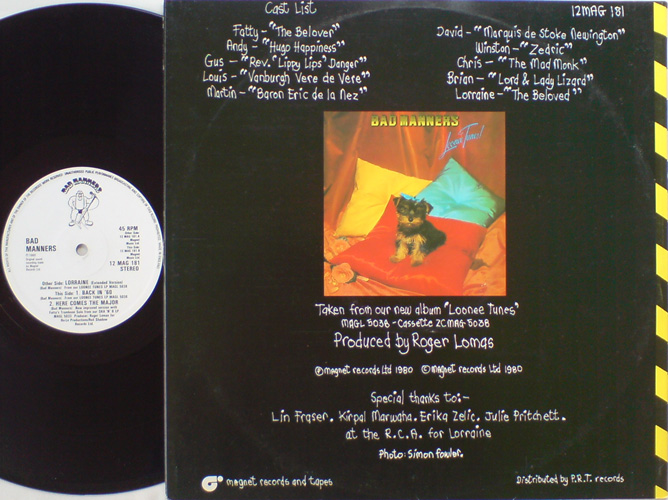 Cast List
12MAG 181
Fatty-"The Belover"
Andy-"Hugo Happiness"
Gus-"Rev. 'Lippy Lips' Danger"
Louis-"Vanburgh Vere de Vere"
Martin-"Baron Eric de la Nez"
David-"Marquis de Stoke Newington"
Winston-"Zedric"
Chris-"The Mad Monk"
Brian-"Lord & Lady Lizard"
Lorraine-"The Beloved"
BAD MANNERS
Loonee Tunes!
Taken from our new album "Loonee Tunes"
MAGL 5038 - Cassette ZCMAG 5038
Produced by Roger Lomas
℗ magnet records Ltd 1980 © magnet records Ltd 1980
Special thanks to:-
Lin Fraser. Kirpal Marwaha. Erika Zelic. Julie Pritchett.
at the R.C.A. for Lorraine
Photo: Simon Fowler.
magnet records and tapes
Distributed by P.R.T. records
BAD MANNERS
BAD
MANNERS
45 RPM
12 MAG 181
STEREO
Other Side: LORRAINE (Extended Version)
This Side: 1. BACK IN '60
2. HERE COMES THE MAJOR